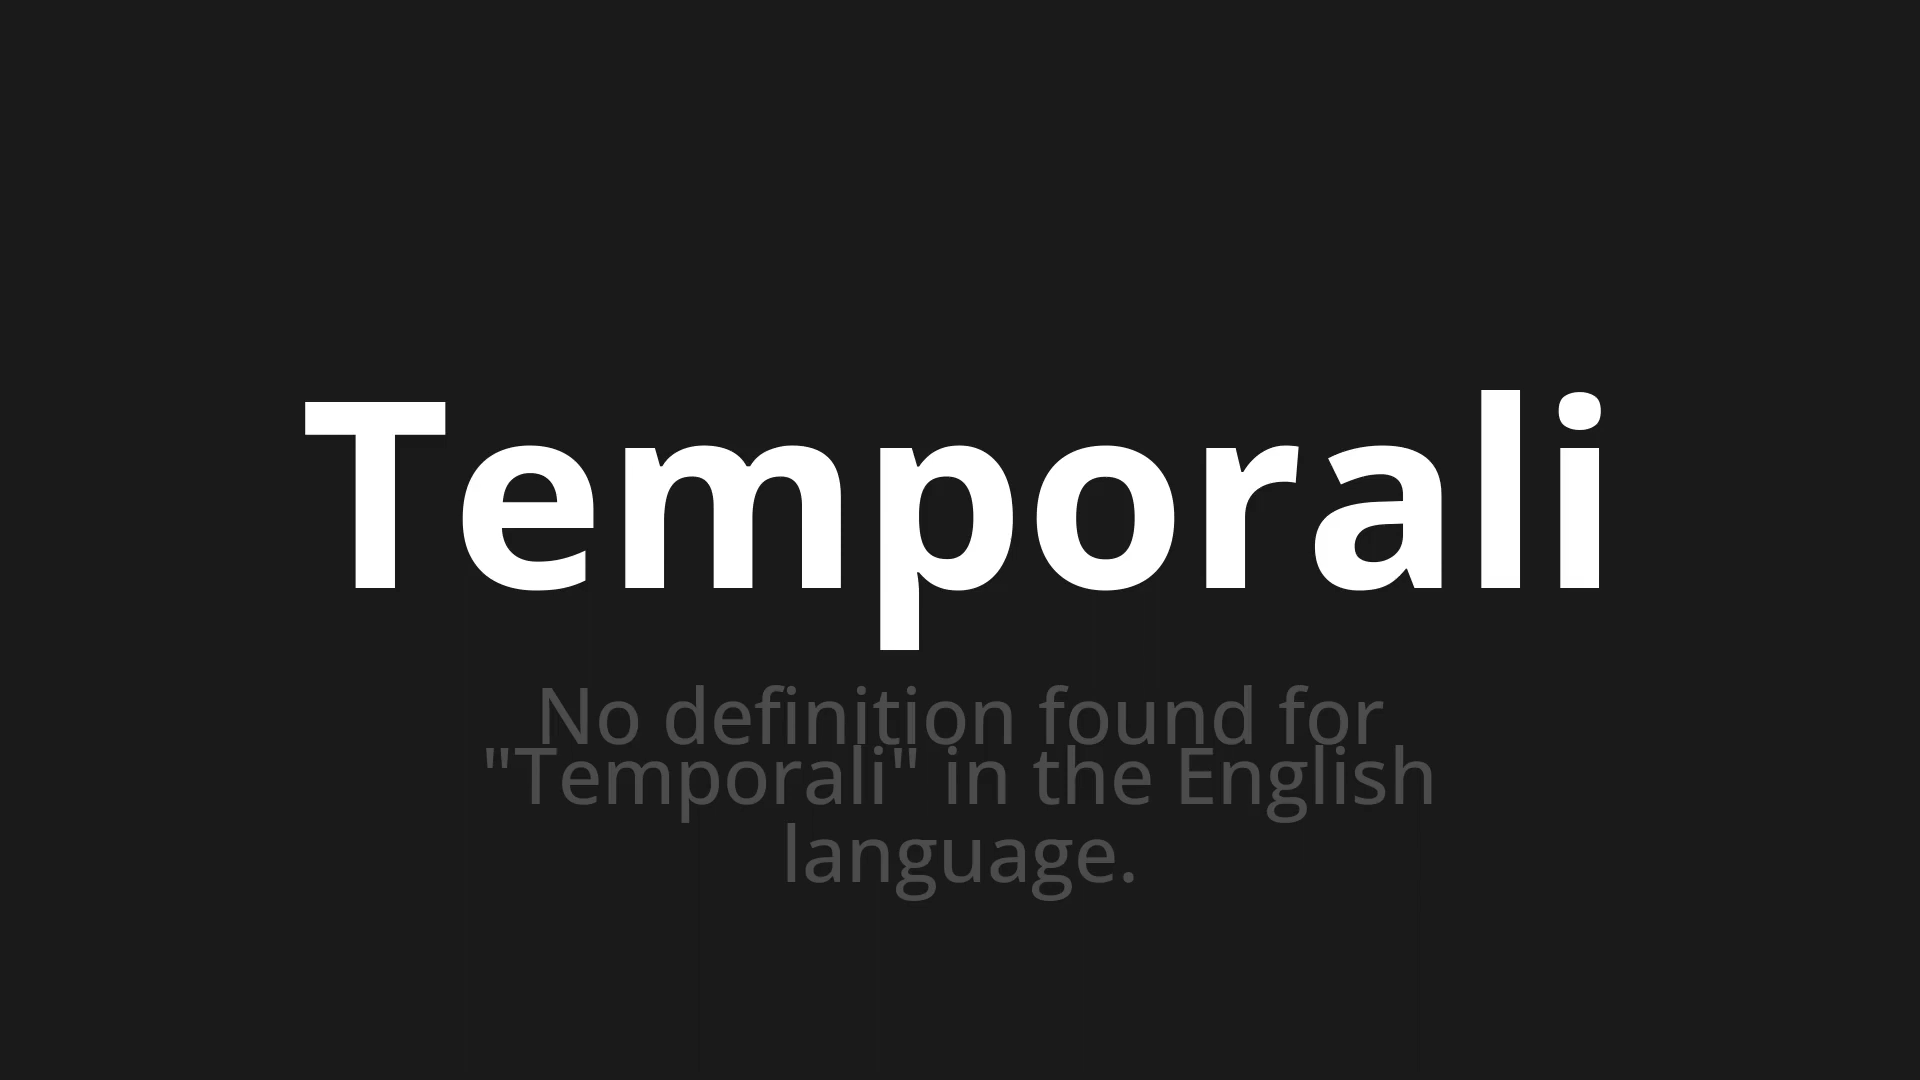 Temporali
No definition found for
"Temporali" in the English
language.